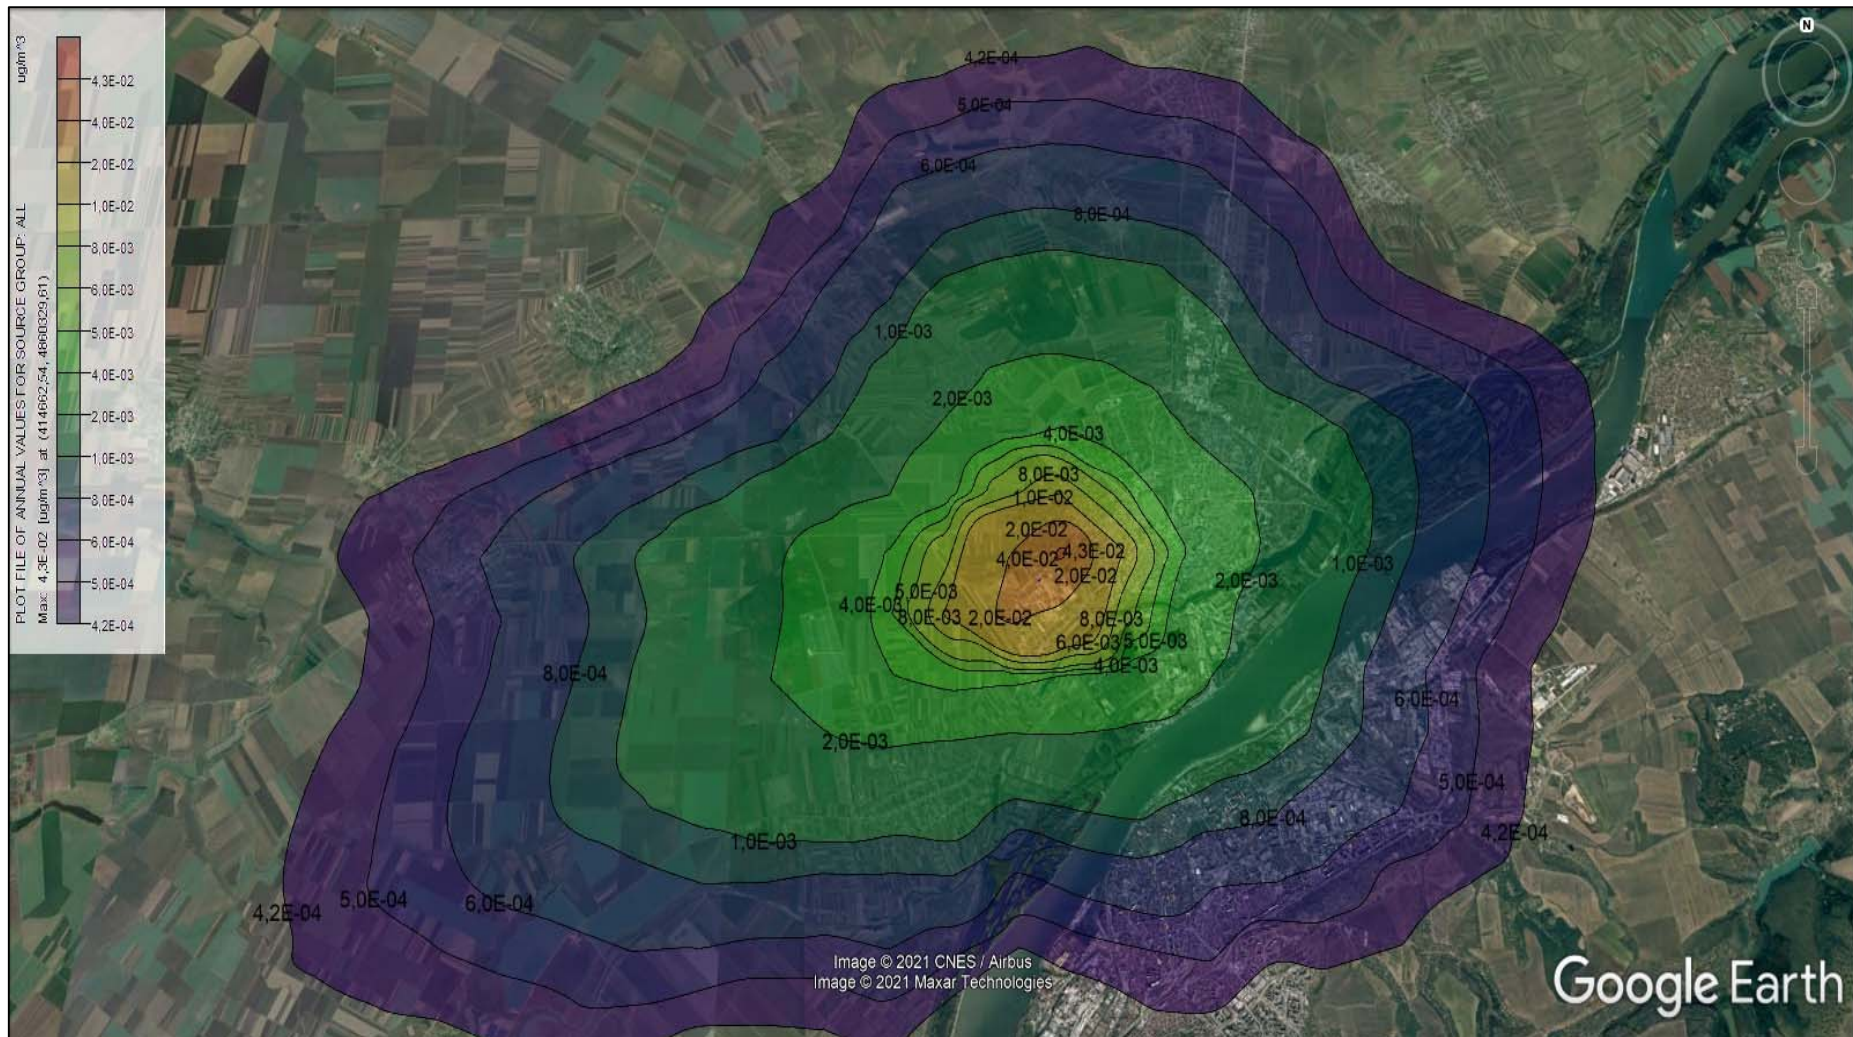 PLOT FILE OF ANNUAL VALUES FOR SOURCE GROUP: ALL
ug/m^3
Max: 4,3E-02 [ug/m^3] at (414662,54, 4860329,61)
4,3E-02
4,0E-02
2,0E-02
1,0E-02
8,0E-03
6,0E-03
5,0E-03
4,0E-03
2,0E-03
1,0E-03
8,0E-04
6,0E-04
5,0E-04
4,2E-04
N
4,2E-04
5,0E-04
6,0E-04
8,0E-04
1,0E-03
2,0E-03
4,0E-03
8,0E-03
1,0E-02
2,0E-02
4,0E-02 4,3E-02
2,0E-02
2,0E-03
1,0E-03
5,0E-03
4,0E-03
8,0E-03
2,0E-02
8,0E-03
6,0E-03
5,0E-03
4,0E-03
8,0E-04
6,0E-04
2,0E-03
5,0E-04
8,0E-04
4,2E-04
1,0E-03
4,2E-04
5,0E-04
6,0E-04
Image © 2021 CNES / Airbus
Image © 2021 Maxar Technologies
Google Earth